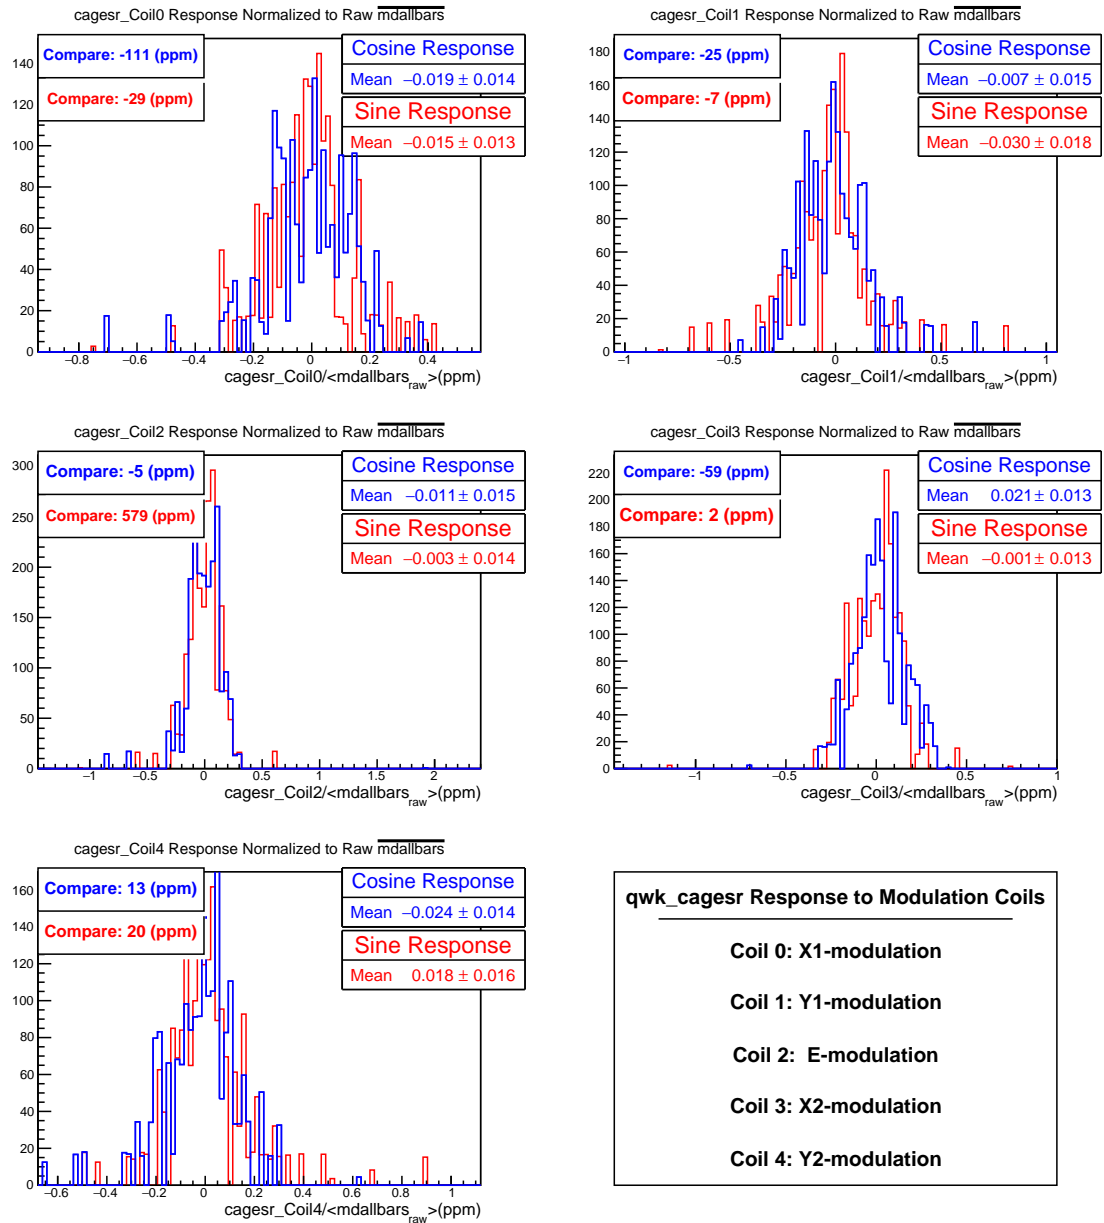 cagesr_Coil0 Response Normalized to Raw mdallbars
Compare: -111 (ppm)
Compare: -29 (ppm)
Cosine Response
Mean −0.019 ± 0.014
Sine Response
Mean −0.015 ± 0.013
140
120
100
80
60
40
20
0
−0.8 −0.6 −0.4 −0.2 0 0.2 0.4
cagesr_Coil0/<mdallbars_raw>(ppm)
cagesr_Coil1 Response Normalized to Raw mdallbars
Compare: -25 (ppm)
Compare: -7 (ppm)
Cosine Response
Mean −0.007 ± 0.015
Sine Response
Mean −0.030 ± 0.018
180
160
140
120
100
80
60
40
20
0
−1 −0.5 0 0.5 1
cagesr_Coil1/<mdallbars_raw>(ppm)
cagesr_Coil2 Response Normalized to Raw mdallbars
Compare: -5 (ppm)
Compare: 579 (ppm)
Cosine Response
Mean −0.011 ± 0.015
Sine Response
Mean −0.003 ± 0.014
300
250
200
150
100
50
0
−1 −0.5 0 0.5 1 1.5 2
cagesr_Coil2/<mdallbars_raw>(ppm)
cagesr_Coil3 Response Normalized to Raw mdallbars
Compare: -59 (ppm)
Compare: 2 (ppm)
Cosine Response
Mean 0.021 ± 0.013
Sine Response
Mean −0.001 ± 0.013
220
200
180
160
140
120
100
80
60
40
20
0
−1 −0.5 0 0.5 1
cagesr_Coil3/<mdallbars_raw>(ppm)
cagesr_Coil4 Response Normalized to Raw mdallbars
Compare: 13 (ppm)
Compare: 20 (ppm)
Cosine Response
Mean −0.024 ± 0.014
Sine Response
Mean 0.018 ± 0.016
160
140
120
100
80
60
40
20
0
−0.6 −0.4 −0.2 0 0.2 0.4 0.6 0.8 1
cagesr_Coil4/<mdallbars_raw>(ppm)
qwk_cagesr Response to Modulation Coils
Coil 0: X1-modulation
Coil 1: Y1-modulation
Coil 2: E-modulation
Coil 3: X2-modulation
Coil 4: Y2-modulation